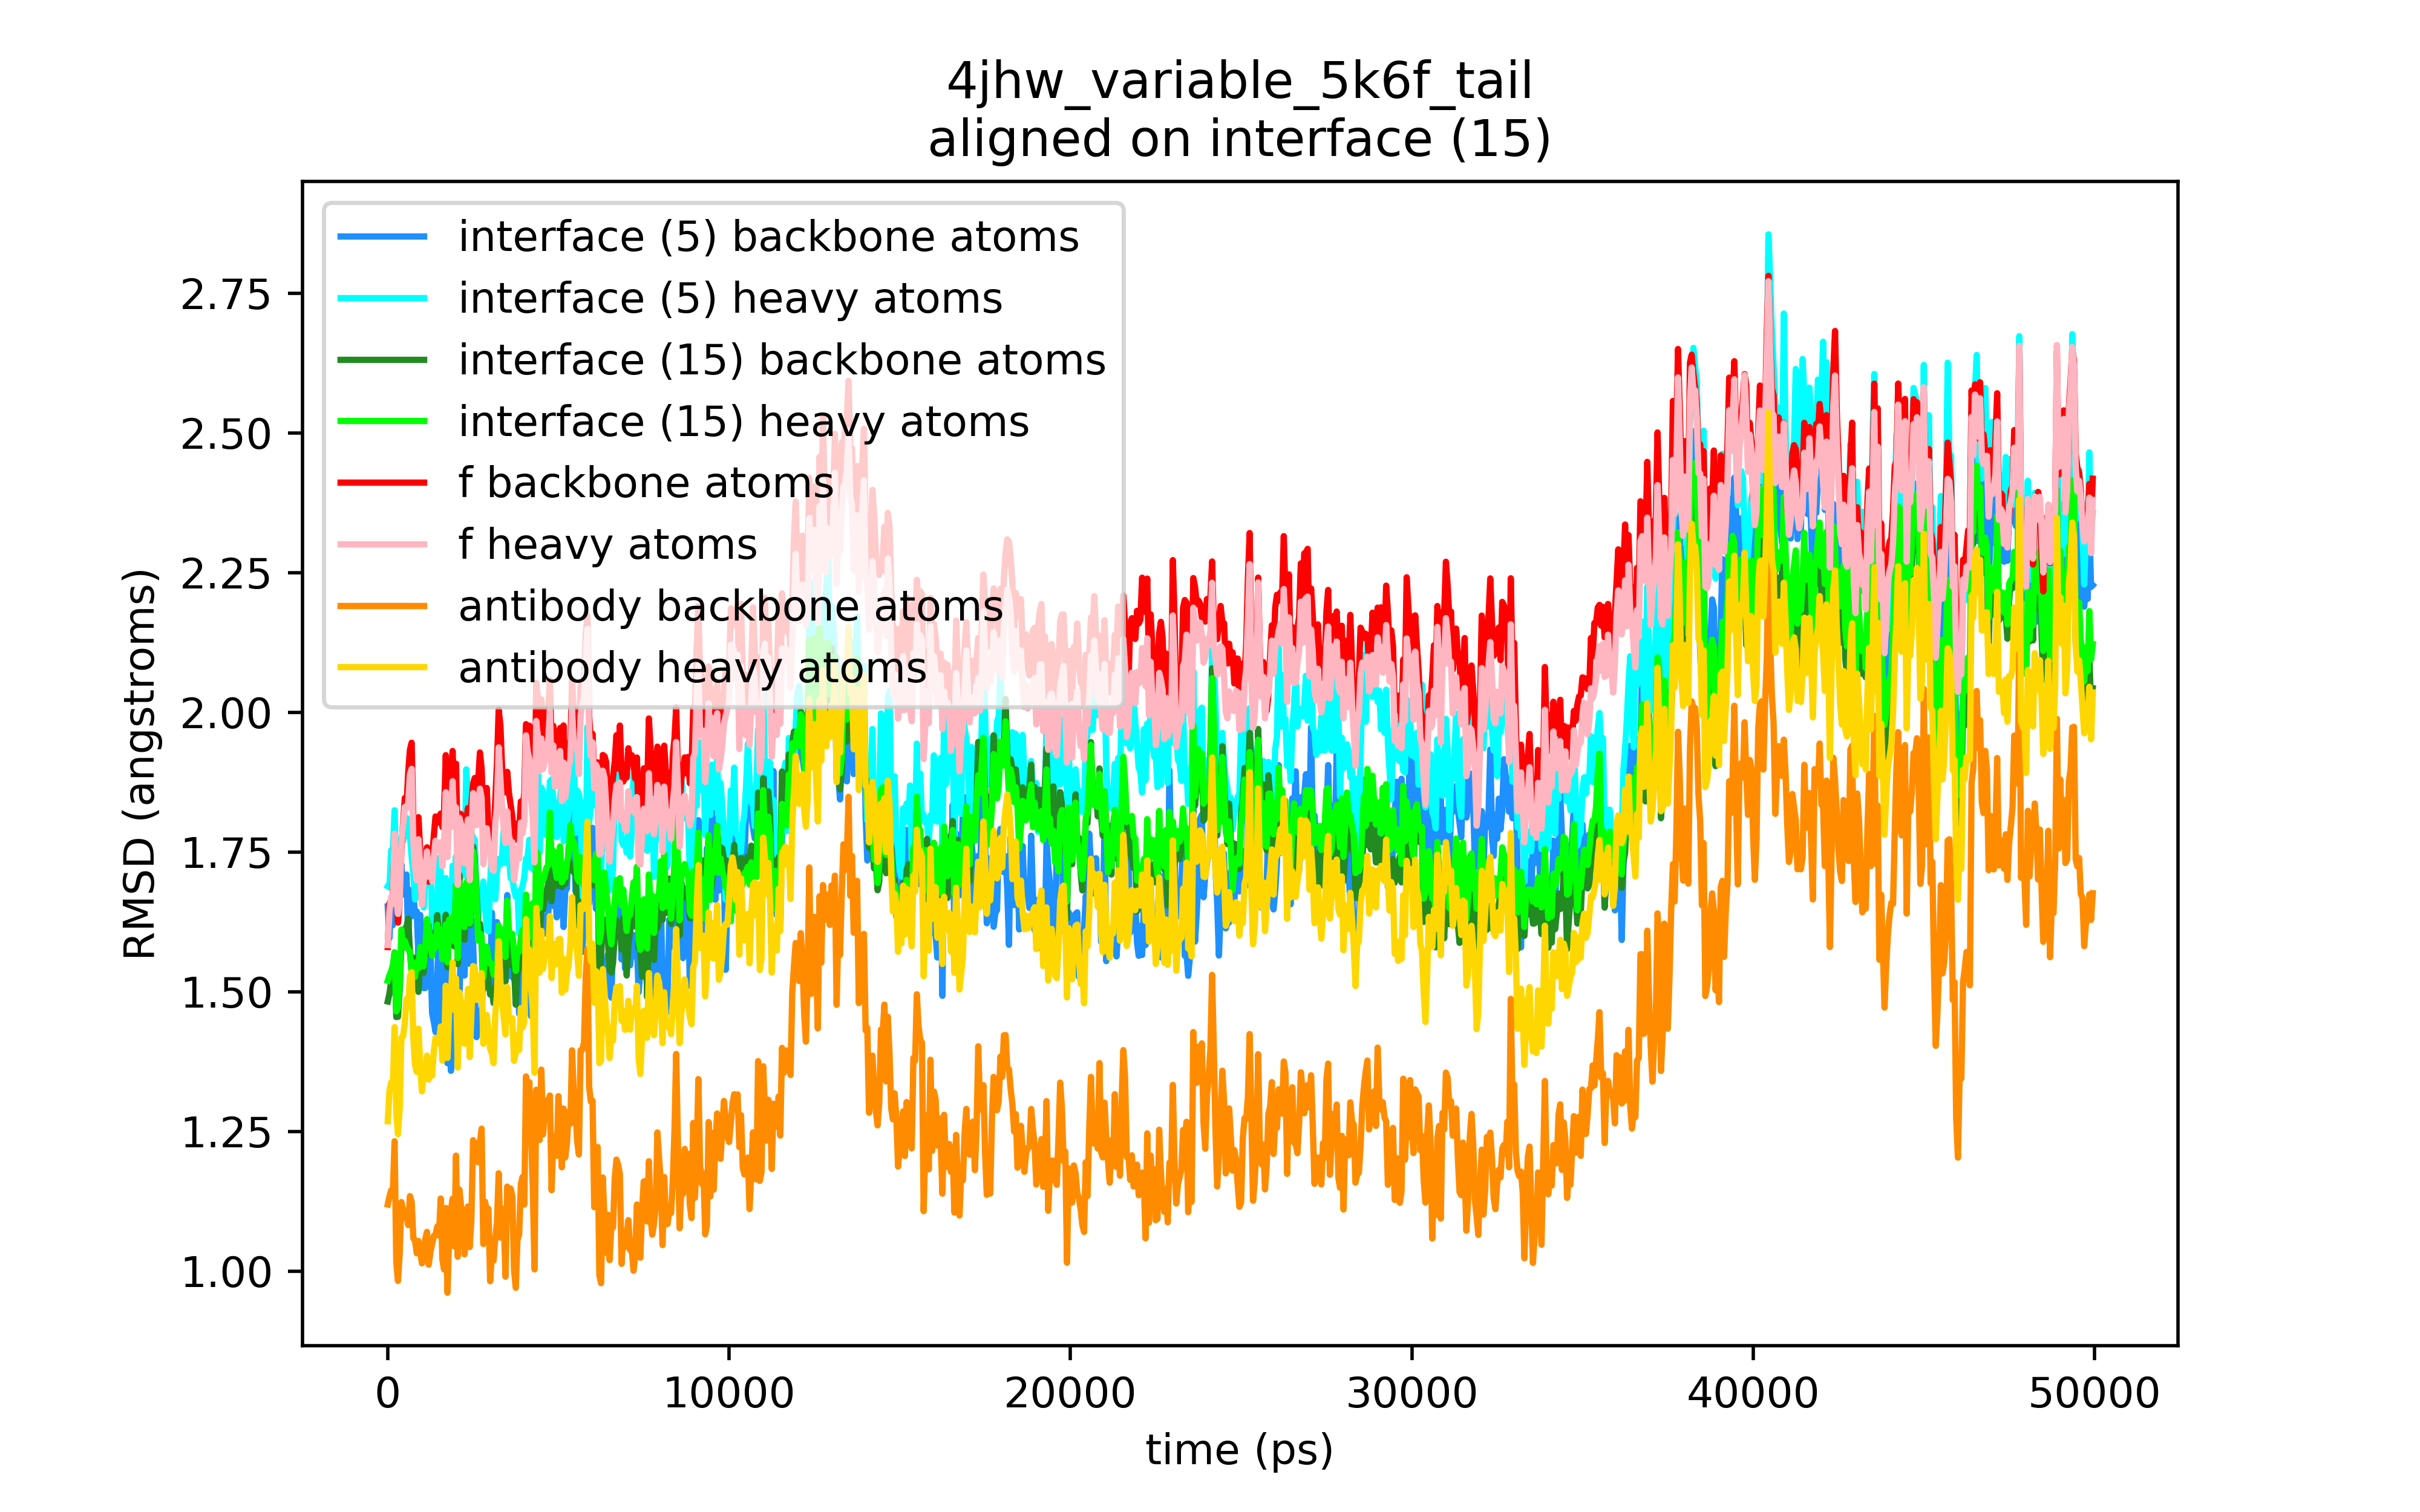 4jhw_variable_5k6f_tail
aligned on interface (15)
interface (5) backbone atoms
interface (5) heavy atoms
interface (15) backbone atoms
interface (15) heavy atoms
f backbone atoms
f heavy atoms
antibody backbone atoms
antibody heavy atoms
RMSD (angstroms)
2.75
2.50
2.25
2.00
1.75
1.50
1.25
1.00
0 10000 20000 30000 40000 50000
time (ps)